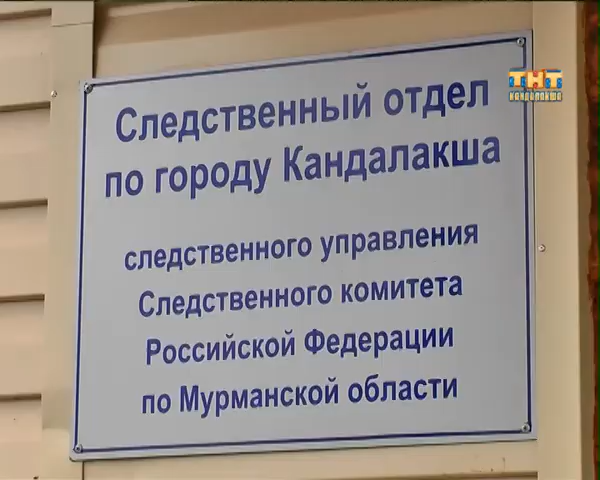 Следственный отдел
по городу Кандалакша
следственного управления
Следственного комитета
Российской Федерации
по Мурманской области
ТНТ
КАНДАЛАКША